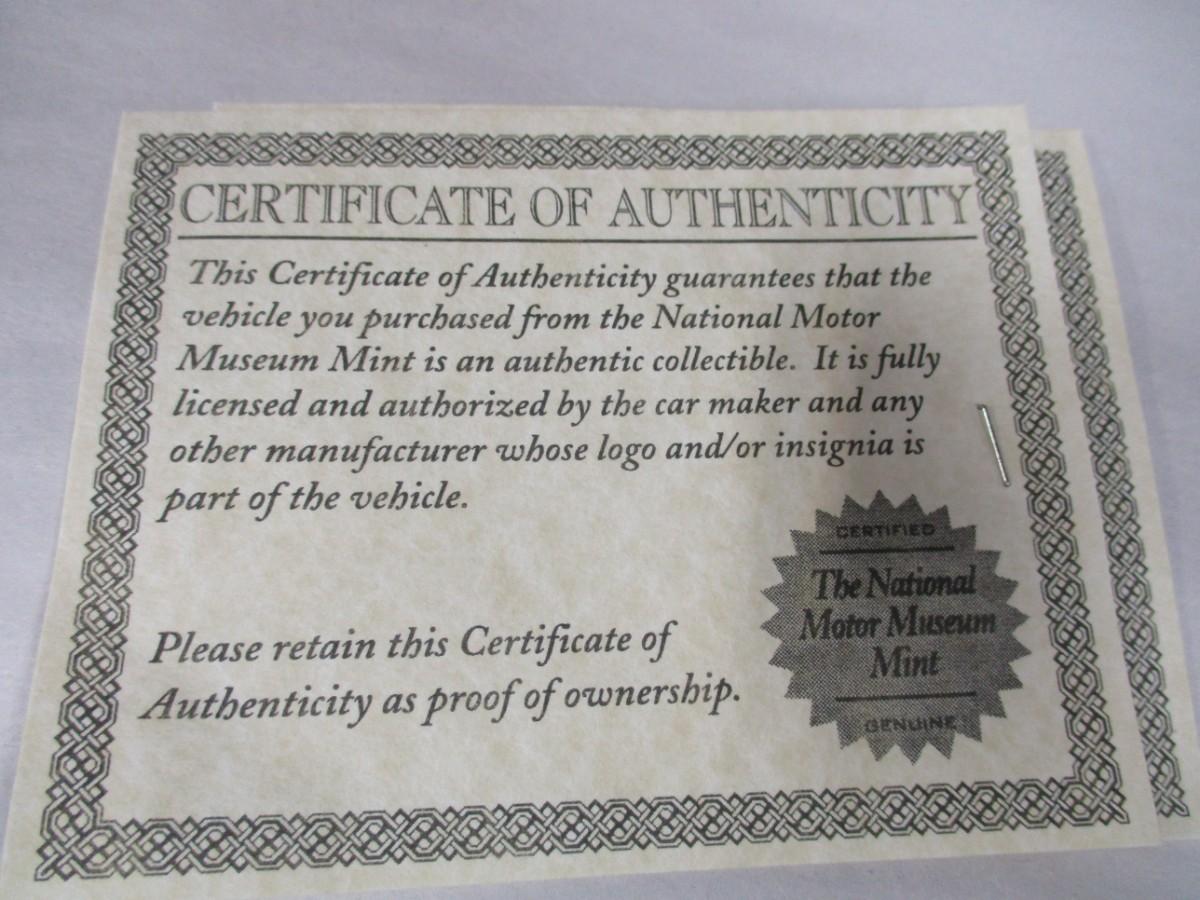 CERTIFICATE OF AUTHENTICITY
This Certificate of Authenticity guarantees that the
vehicle you purchased from the National Motor
Museum Mint is an authentic collectible. It is fully
licensed and authorized by the car maker and any
other manufacturer whose logo and/or insignia is
part of the vehicle.
Please retain this Certificate of
Authenticity as proof of ownership.
CERTIFIED
The National
Motor Museum
Mint
GENUINE